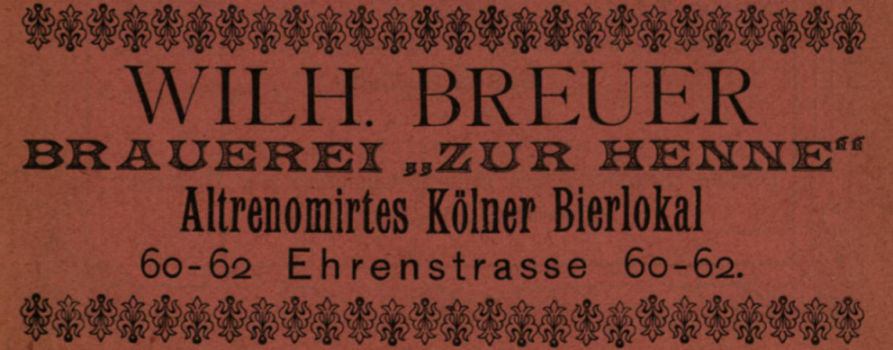 WILH. BREUER
BRAUEREI „ZUR HENNE“
Altrenomirtes Kölner Bierlokal
60-62 Ehrenstrasse 60-62.